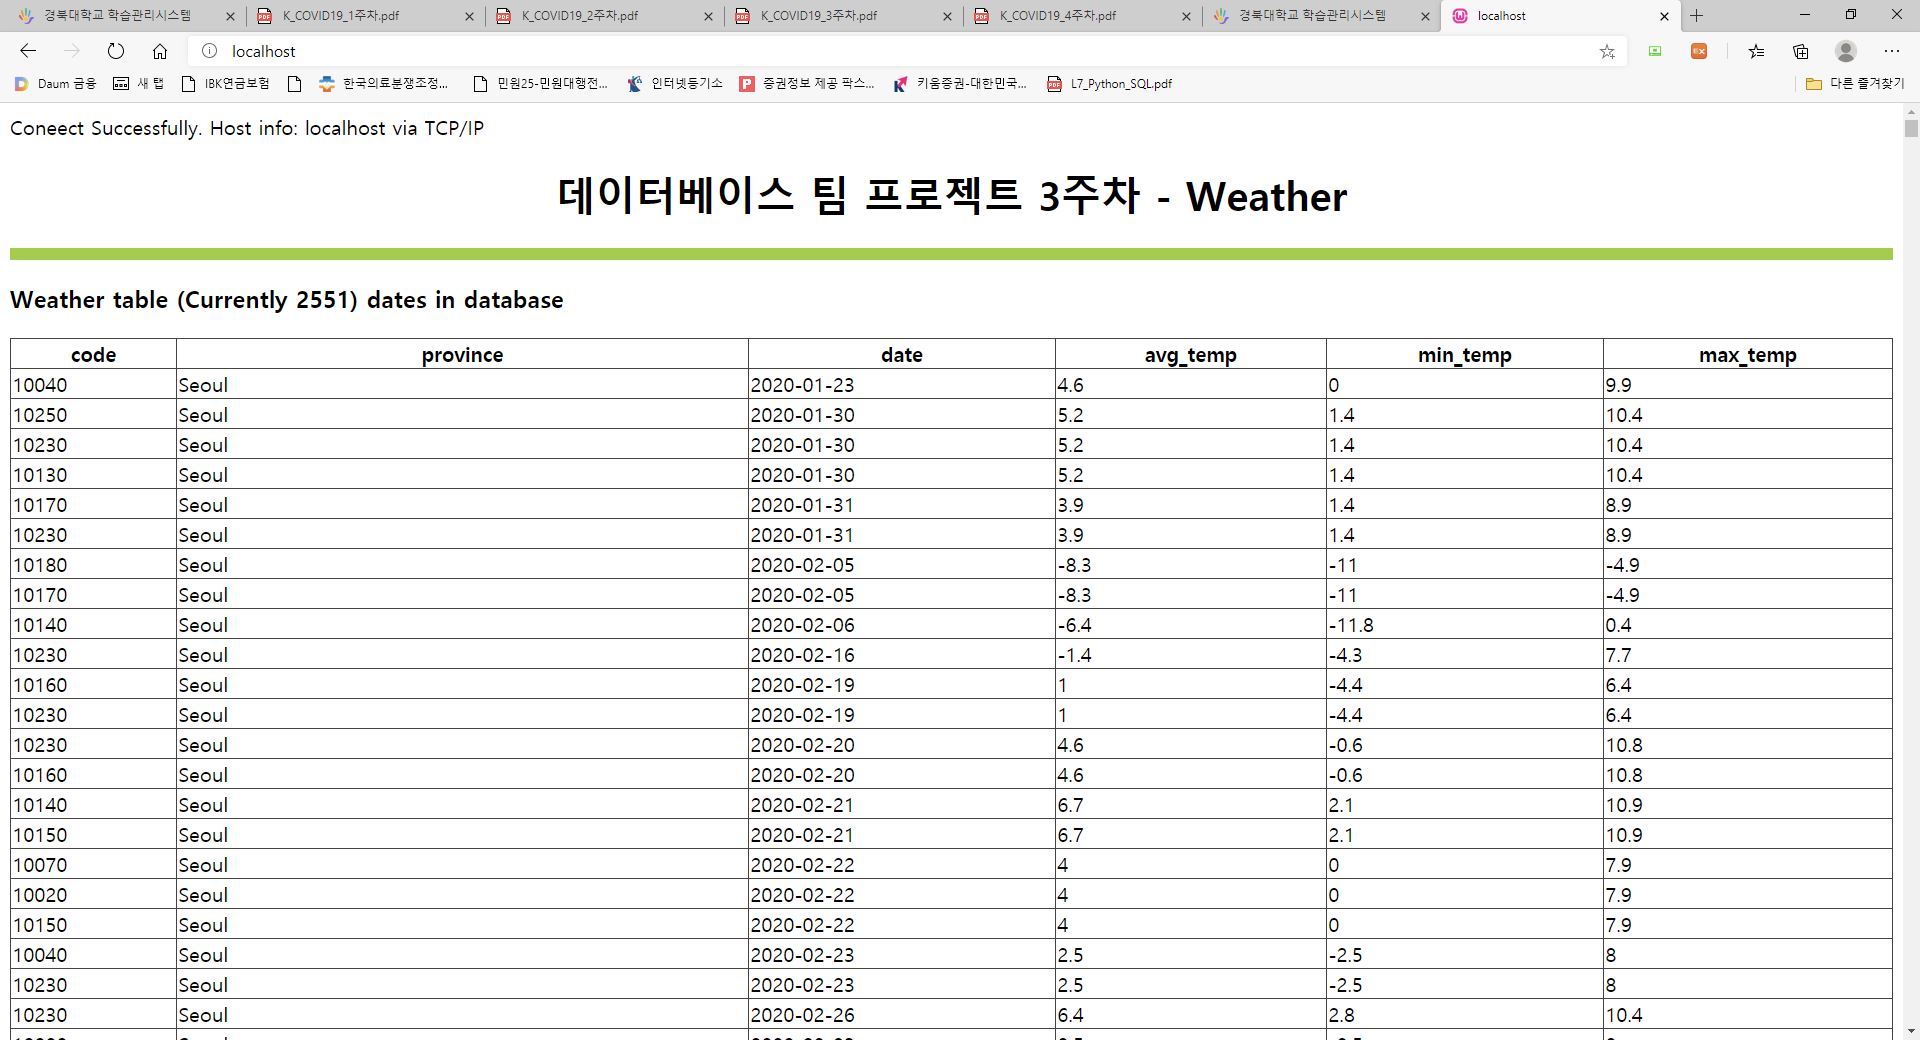 경북대학교 학습관리시스템 K_COVID19_1주차.pdf K_COVID19_2주차.pdf K_COVID19_3주차.pdf K_COVID19_4주차.pdf 경북대학교 학습관리시스템 localhost
localhost
Daum 금융 새 탭 IBK연금보험 한국의료분쟁조정... 민원25-민원대행전... 인터넷등기소 증권정보 제공 팍스... 키움증권-대한민국... L7_Python_SQL.pdf 다른 즐겨찾기
Coneect Successfully. Host info: localhost via TCP/IP
데이터베이스 팀 프로젝트 3주차 - Weather
Weather table (Currently 2551) dates in database
code province date avg_temp min_temp max_temp
10040 Seoul 2020-01-23 4.6 0 9.9
10250 Seoul 2020-01-30 5.2 1.4 10.4
10230 Seoul 2020-01-30 5.2 1.4 10.4
10130 Seoul 2020-01-30 5.2 1.4 10.4
10170 Seoul 2020-01-31 3.9 1.4 8.9
10230 Seoul 2020-01-31 3.9 1.4 8.9
10180 Seoul 2020-02-05 -8.3 -11 -4.9
10170 Seoul 2020-02-05 -8.3 -11 -4.9
10140 Seoul 2020-02-06 -6.4 -11.8 0.4
10230 Seoul 2020-02-16 -1.4 -4.3 7.7
10160 Seoul 2020-02-19 1 -4.4 6.4
10230 Seoul 2020-02-19 1 -4.4 6.4
10230 Seoul 2020-02-20 4.6 -0.6 10.8
10160 Seoul 2020-02-20 4.6 -0.6 10.8
10140 Seoul 2020-02-21 6.7 2.1 10.9
10150 Seoul 2020-02-21 6.7 2.1 10.9
10070 Seoul 2020-02-22 4 0 7.9
10020 Seoul 2020-02-22 4 0 7.9
10150 Seoul 2020-02-22 4 0 7.9
10040 Seoul 2020-02-23 2.5 -2.5 8
10230 Seoul 2020-02-23 2.5 -2.5 8
10230 Seoul 2020-02-26 6.4 2.8 10.4